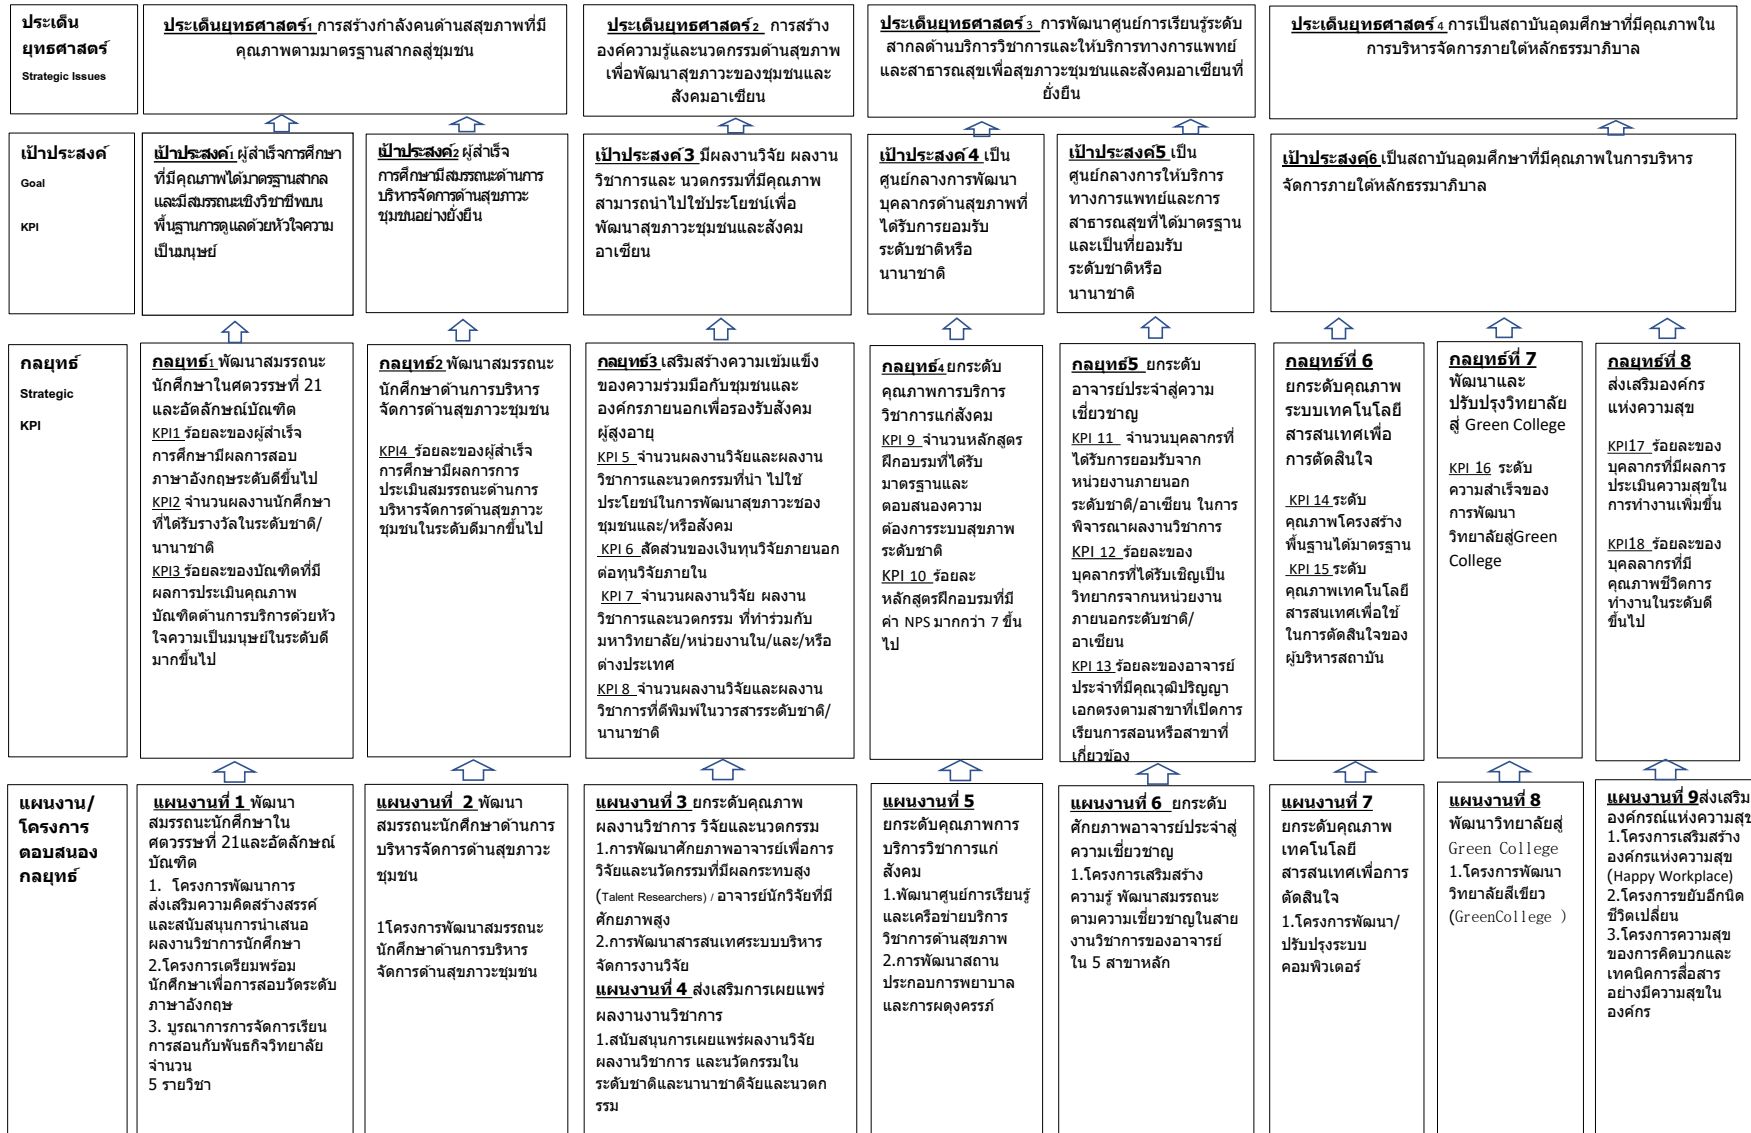 ประเด็น
ยุทธศาสตร์
Strategic Issues
ประเด็นยุทธศาสตร์1 การสร้างกำลังคนด้านสสุขภาพที่มี
คุณภาพตามมาตรฐานสากลสู่ชุมชน
ประเด็นยุทธศาสตร์2 การสร้าง
องค์ความรู้และนวตกรรมด้านสุขภาพ
เพื่อพัฒนาสุขภาวะของชุมชนและ
สังคมอาเซียน
ประเด็นยุทธศาสตร์ 3 การพัฒนาศูนย์การเรียนรู้ระดับ
สากลด้านบริการวิชาการและให้บริการทางการแพทย์
และสาธารณสุขเพื่อสุขภาวะชุมชนและสังคมอาเซียนที่
ยั่งยืน
ประเด็นยุทธศาสตร์ 4 การเป็นสถาบันอุดมศึกษาที่มีคุณภาพใน
การบริหารจัดการภายใต้หลักธรรมาภิบาล
เป้าประสงค์
Goal
KPI
เป้าประสงค์1 ผู้สำเร็จการศึกษา
ที่มีคุณภาพได้มาตรฐานสากล
และมีสมรรถนะเชิงวิชาชีพบน
พื้นฐานการดูแลด้วยหัวใจความ
เป็นมนุษย์
เป้าประสงค์2 ผู้สำเร็จ
การศึกษามีสมรรถนะด้านการ
บริหารจัดการด้านสุขภาวะ
ชุมชนอย่างยั่งยืน
เป้าประสงค์3 มีผลงานวิจัย ผลงาน
วิชาการและ นวตกรรมที่มีคุณภาพ
สามารถนำไปใช้ประโยชน์เพื่อ
พัฒนาสุขภาวะชุมชนและสังคม
อาเซียน
เป้าประสงค์4 เป็น
ศูนย์กลางการพัฒนา
บุคลากรด้านสุขภาพที่
ได้รับการยอมรับ
ระดับชาติหรือ
นานาชาติ
เป้าประสงค์5 เป็น
ศูนย์กลางการให้บริการ
ทางการแพทย์และการ
สาธารณสุขที่ได้มาตรฐาน
และเป็นที่ยอมรับ
ระดับชาติหรือ
นานาชาติ
เป้าประสงค์6 เป็นสถาบันอุดมศึกษาที่มีคุณภาพในการบริหาร
จัดการภายใต้หลักธรรมาภิบาล
กลยุทธ์
Strategic
KPI
กลยุทธ์1 พัฒนาสมรรถนะ
นักศึกษาในศตวรรษที่ 21
และอัตลักษณ์บัณฑิต
KPI1 ร้อยละของผู้สำเร็จ
การศึกษามีผลการสอบ
ภาษาอังกฤษระดับดีขึ้นไป
KPI2 จำนวนผลงานนักศึกษา
ที่ได้รับรางวัลในระดับชาติ/
นานาชาติ
KPI3 ร้อยละของบัณฑิตที่มี
ผลการประเมินคุณภาพ
บัณฑิตด้านการบริการด้วยหัว
ใจความเป็นมนุษย์ในระดับดี
มากขึ้นไป
กลยุทธ์2 พัฒนาสมรรถนะ
นักศึกษาด้านการบริหาร
จัดการด้านสุขภาวะชุมชน
KPI4 ร้อยละของผู้สำเร็จ
การศึกษามีผลการการ
ประเมินสมรรถนะด้านการ
บริหารจัดการด้านสุขภาวะ
ชุมชนในระดับดีมากขึ้นไป
กลยุทธ์3 เสริมสร้างความเข้มแข็ง
ของความร่วมมือกับชุมชนและ
องค์กรภายนอกเพื่อรองรับสังคม
ผู้สูงอายุ
KPI 5 จำนวนผลงานวิจัยและผลงาน
วิชาการและนวตกรรมที่นำ ไปใช้
ประโยชน์ในการพัฒนาสุขภาวะชอง
ชุมชนและ/หรือสังคม
KPI 6 สัดส่วนของเงินทุนวิจัยภายนอก
ต่อทุนวิจัยภายใน
KPI 7 จำนวนผลงานวิจัย ผลงาน
วิชาการและนวตกรรม ที่ทำร่วมกับ
มหาวิทยาลัย/หน่วยงานใน/และ/หรือ
ต่างประเทศ
KPI 8 จำนวนผลงานวิจัยและผลงาน
วิชาการที่ตีพิมพ์ในวารสารระดับชาติ/
นานาชาติ
กลยุทธ์4 ยกระดับ
คุณภาพการบริการ
วิชาการแก่สังคม
KPI 9 จำนวนหลักสูตร
ฝึกอบรมที่ได้รับ
มาตรฐานและ
ตอบสนองความ
ต้องการระบบสุขภาพ
ระดับชาติ
KPI 10 ร้อยละ
หลักสูตรฝึกอบรมที่มี
ค่า NPS มากกว่า 7 ขึ้น
ไป
กลยุทธ์5 ยกระดับ
อาจารย์ประจำสู่ความ
เชี่ยวชาญ
KPI 11 จำนวนบุคลากรที่
ได้รับการยอมรับจาก
หน่วยงานภายนอก
ระดับชาติ/อาเซียน ในการ
พิจารณาผลงานวิชาการ
KPI 12 ร้อยละของ
บุคลากรที่ได้รับเชิญเป็น
วิทยากรจากนหน่วยงาน
ภายนอกระดับชาติ/
อาเซียน
KPI 13 ร้อยละของอาจารย์
ประจำที่มีคุณวุฒิปริญญา
เอกตรงตามสาขาที่เปิดการ
เรียนการสอนหรือสาขาที่
เกี่ยวข้อง
กลยุทธ์ที่ 6
ยกระดับคุณภาพ
ระบบเทคโนโลยี
สารสนเทศเพื่อ
การตัดสินใจ
KPI 14 ระดับ
คุณภาพโครงสร้าง
พื้นฐานได้มาตรฐาน
KPI 15 ระดับ
คุณภาพเทคโนโลยี
สารสนเทศเพื่อใช้
ในการตัดสินใจของ
ผู้บริหารสถาบัน
กลยุทธ์ที่ 7
พัฒนาและ
ปรับปรุงวิทยาลัย
สู่ Green College
KPI 16 ระดับ
ความสำเร็จของ
การพัฒนา
วิทยาลัยสู่Green
College
กลยุทธ์ที่ 8
ส่งเสริมองค์กร
แห่งความสุข
KPI17 ร้อยละของ
บุคลากรที่มีผลการ
ประเมินความสุขใน
การทำงานเพิ่มขึ้น
KPI18 ร้อยละของ
บุคลลากรที่มี
คุณภาพชีวิตการ
ทำงานในระดับดี
ขึ้นไป
แผนงาน/
โครงการ
ตอบสนอง
กลยุทธ์
แผนงานที่ 1 พัฒนา
สมรรถนะนักศึกษาใน
ศตวรรษที่ 21และอัตลักษณ์
บัณฑิต
1. โครงการพัฒนาการ
ส่งเสริมความคิดสร้างสรรค์
และสนับสนุนการนำเสนอ
ผลงานวิชาการนักศึกษา
2.โครงการเตรียมพร้อม
นักศึกษาเพื่อการสอบวัดระดับ
ภาษาอังกฤษ
3. บูรณาการการจัดการเรียน
การสอนกับพันธกิจวิทยาลัย
จำนวน
5 รายวิชา
แผนงานที่ 2 พัฒนา
สมรรถนะนักศึกษาด้านการ
บริหารจัดการด้านสุขภาวะ
ชุมชน
1โครงการพัฒนาสมรรถนะ
นักศึกษาด้านการบริหาร
จัดการด้านสุขภาวะชุมชน
แผนงานที่ 3 ยกระดับคุณภาพ
ผลงานวิชาการ วิจัยและนวัตกรรม
1.การพัฒนาศักยภาพอาจารย์เพื่อการ
วิจัยและนวัตกรรมที่มีผลกระทบสูง
(Talent Researchers) / อาจารย์นักวิจัยที่มี
ศักยภาพสูง
2.การพัฒนาสารสนเทศระบบบริหาร
จัดการงานวิจัย
แผนงานที่ 4 ส่งเสริมการเผยแพร่
ผลงานงานวิชาการ
1.สนับสนุนการเผยแพร่ผลงานวิจัย
ผลงานวิชาการ และนวัตกรรมใน
ระดับชาติและนานาชาติจัยและนวตก
รรม
แผนงานที่ 5
ยกระดับคุณภาพการ
บริการวิชาการแก่
สังคม
1.พัฒนาศูนย์การเรียนรู้
และเครือข่ายบริการ
วิชาการด้านสุขภาพ
2.การพัฒนาสถาน
ประกอบการพยาบาล
และการผดุงครรภ์
แผนงานที่ 6 ยกระดับ
ศักยภาพอาจารย์ประจำสู่
ความเชี่ยวชาญ
1.โครงการเสริมสร้าง
ความรู้ พัฒนาสมรรถนะ
ตามความเชี่ยวชาญในสาย
งานวิชาการของอาจารย์
ใน 5 สาขาหลัก
แผนงานที่ 7
ยกระดับคุณภาพ
เทคโนโลยี
สารสนเทศเพื่อการ
ตัดสินใจ
1.โครงการพัฒนา/
ปรับปรุงระบบ
คอมพิวเตอร์
แผนงานที่ 8
พัฒนาวิทยาลัยสู่
Green College
1.โครงการพัฒนา
วิทยาลัยสีเขียว
(GreenCollege )
แผนงานที่ 9ส่งเสริม
องค์กรณ์แห่งความสุข
1.โครงการเสริมสร้าง
องค์กรแห่งความสุข
(Happy Workplace)
2.โครงการขยับอีกนิด
ชีวิตเปลี่ยน
3.โครงการความสุข
ของการคิดบวกและ
เทคนิคการสื่อสาร
อย่างมีความสุขใน
องค์กร